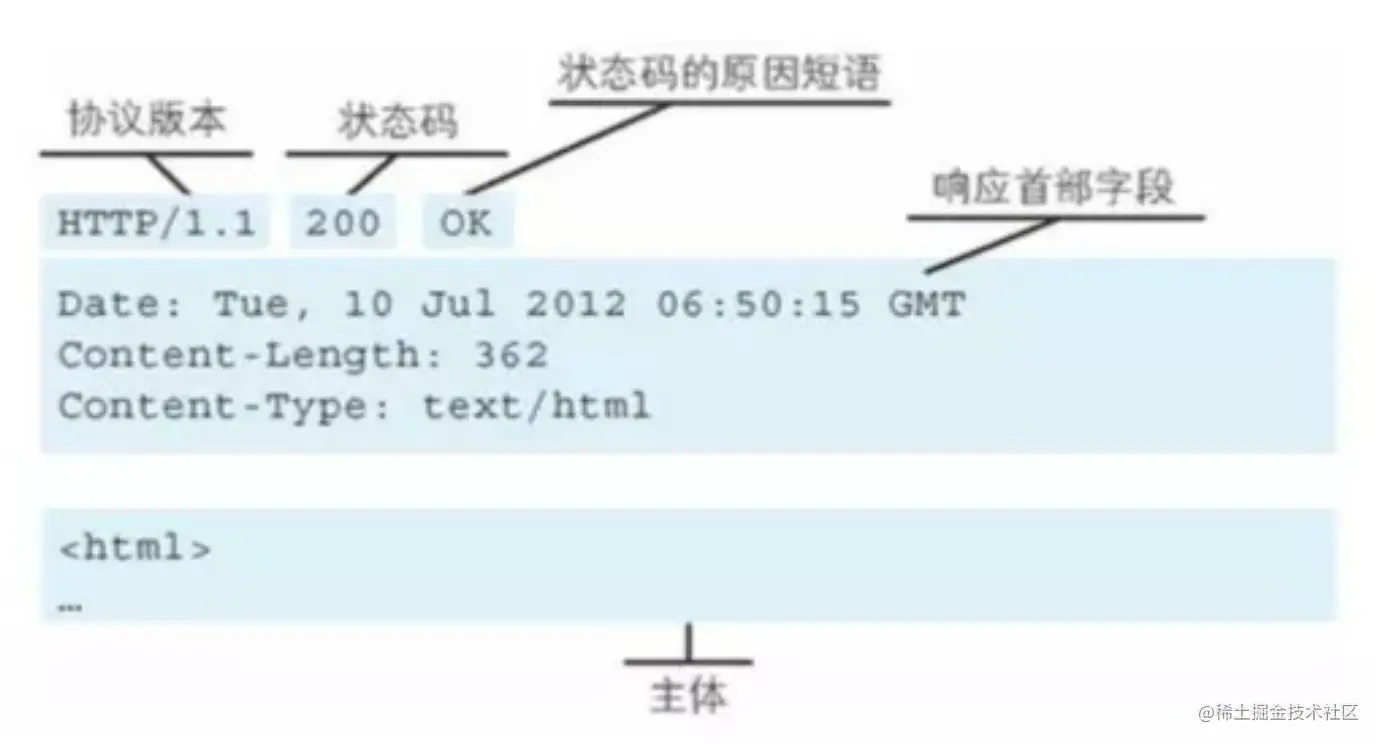 状态码的原因短语
协议版本 状态码
响应首部字段
HTTP/1.1 200 OK
Date: Tue, 10 Jul 2012 06:50:15 GMT
Content-Length: 362
Content-Type: text/html
<html>
…
主体
@稀土掘金技术社区